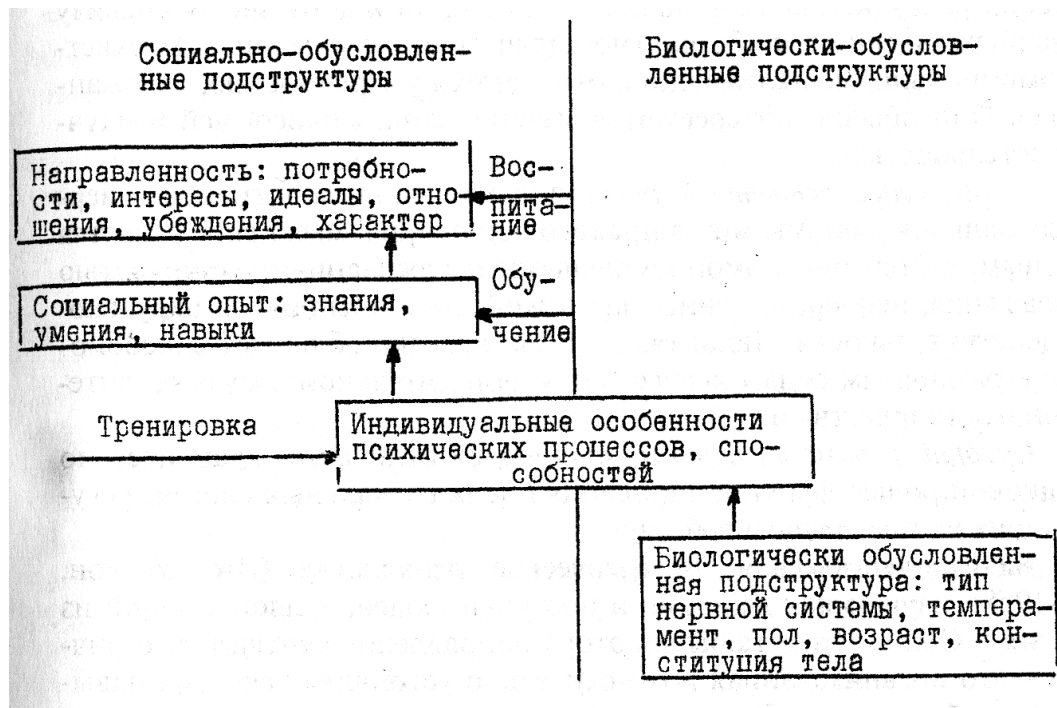 Социально-обусловлен-
ные подструктуры
Биологически-обуслов-
ленные подструктуры
Направленность: потребно-
сти, интересы, идеалы, отно-
шения, убеждения, характер
Вос-
пита-
ние
Социальный опыт: знания,
умения, навыки
Обу-
чение
Тренировка
Индивидуальные особенности
психических процессов, спо-
собностей
Биологически обусловлен-
ная подструктура: тип
нервной системы, темпера-
мент, пол, возраст, кон-
ституция тела